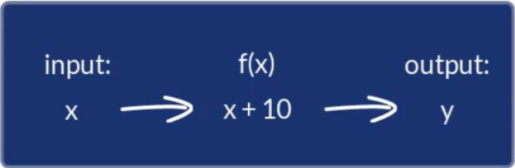 input: f(x) output:
x x + 10 y